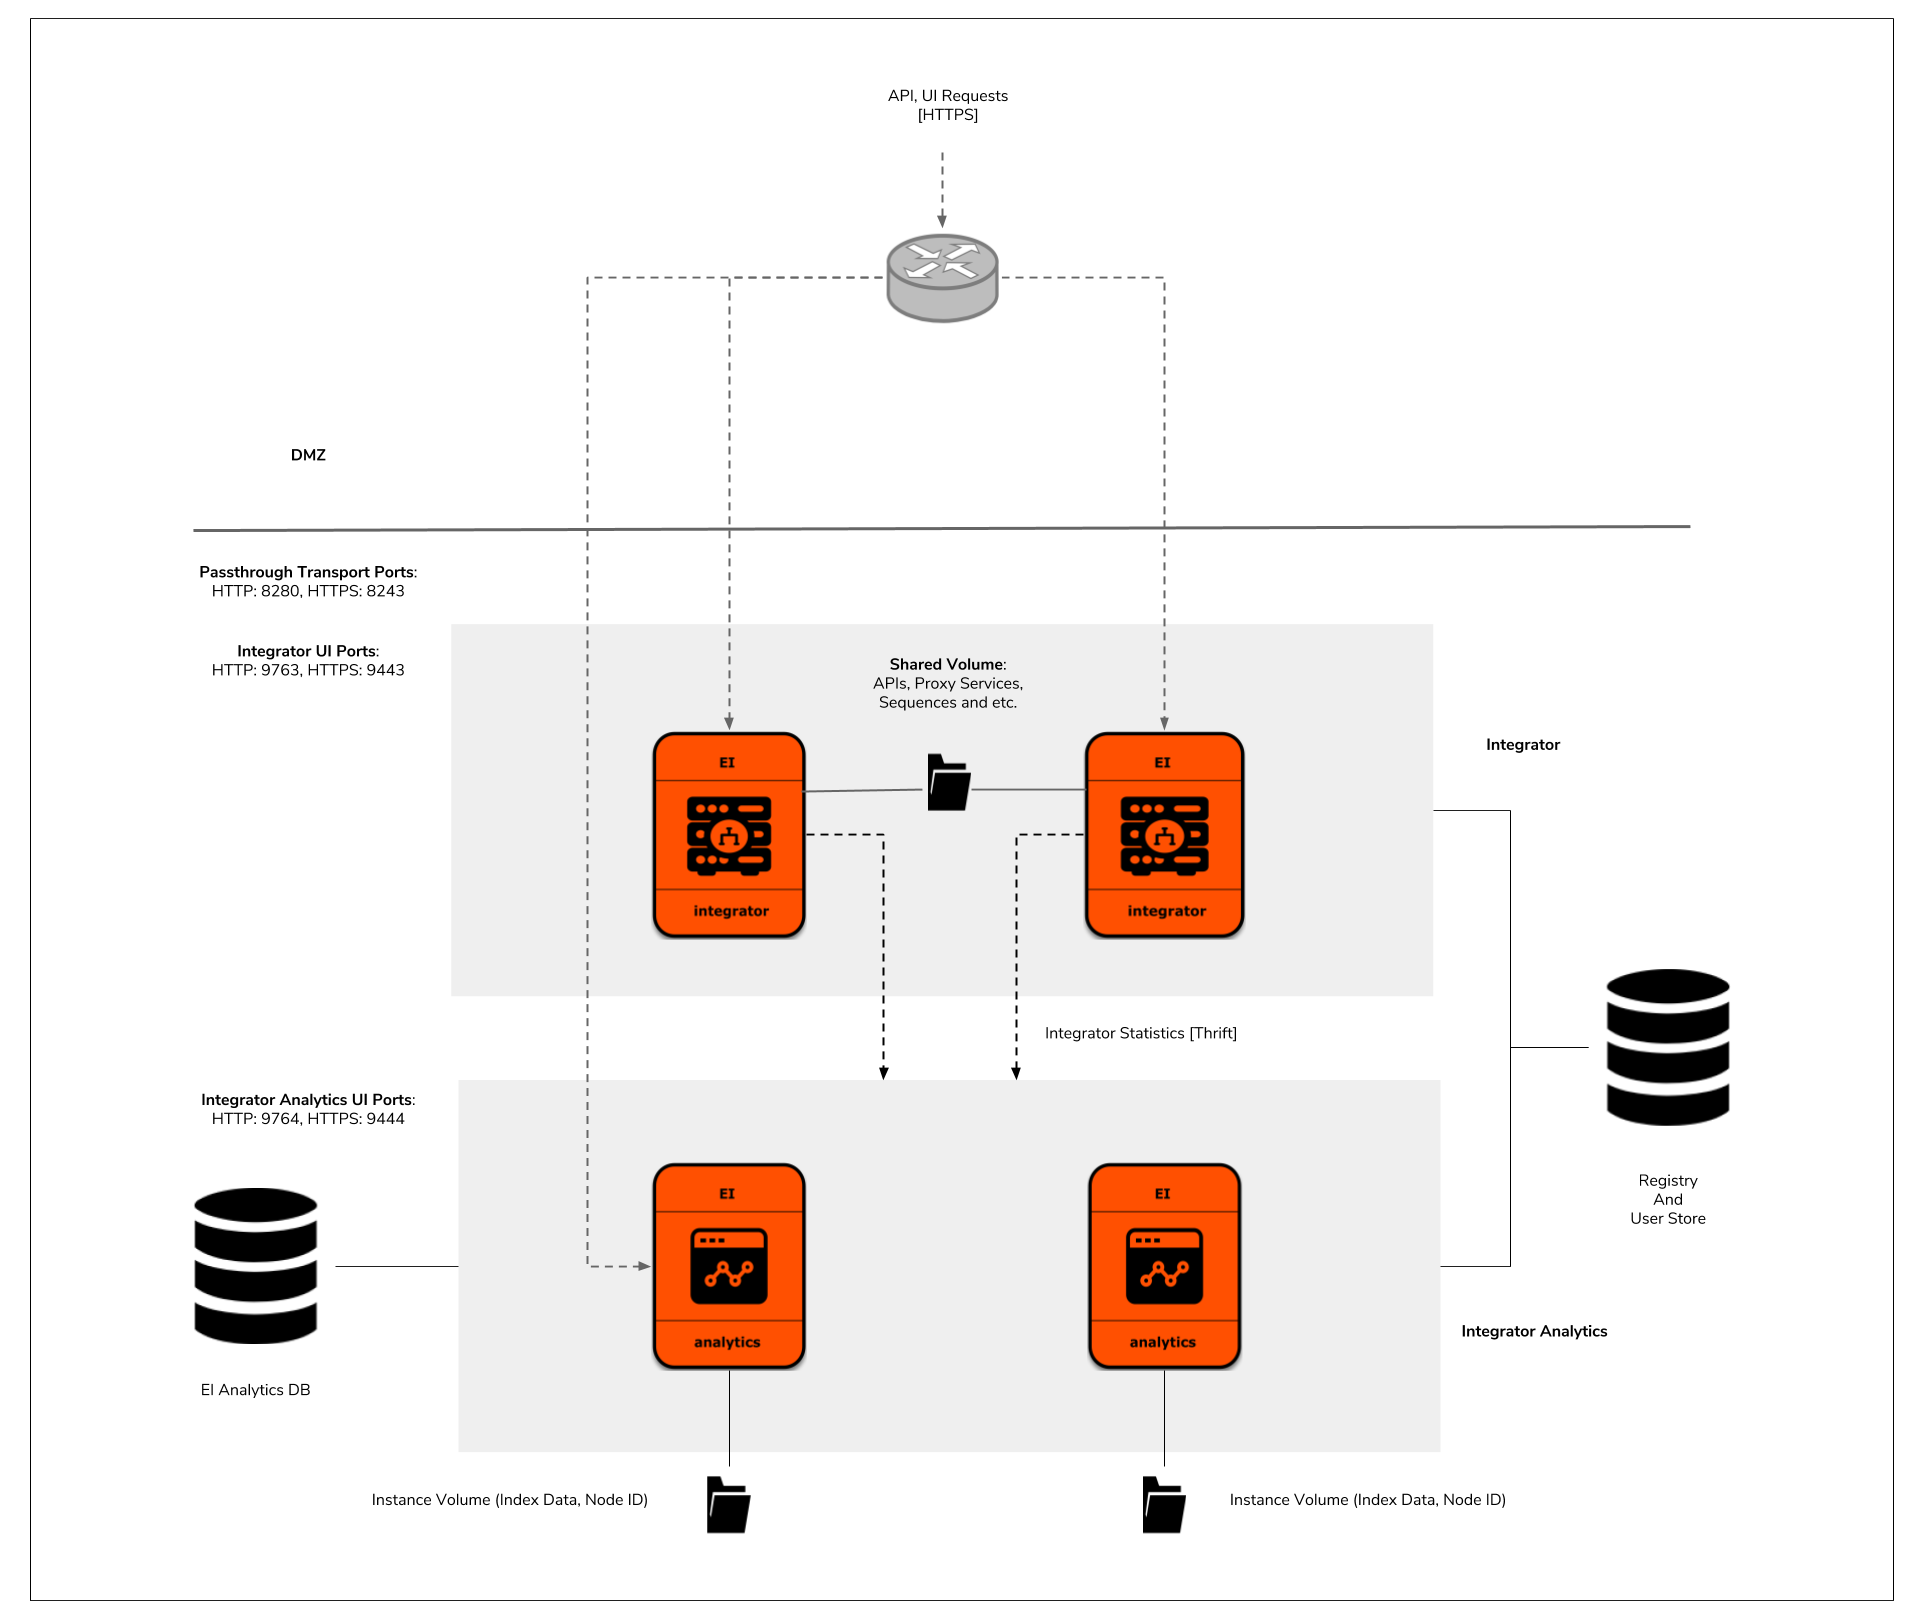 API, UI Requests
[HTTPS]
DMZ
Passthrough Transport Ports:
HTTP: 8280, HTTPS: 8243
Integrator UI Ports:
HTTP: 9763, HTTPS: 9443
Shared Volume:
APIs, Proxy Services,
Sequences and etc.
Integrator
EI
integrator
EI
integrator
Integrator Statistics [Thrift]
Integrator Analytics UI Ports:
HTTP: 9764, HTTPS: 9444
Registry
And
User Store
EI
analytics
EI
analytics
Integrator Analytics
EI Analytics DB
Instance Volume (Index Data, Node ID)
Instance Volume (Index Data, Node ID)